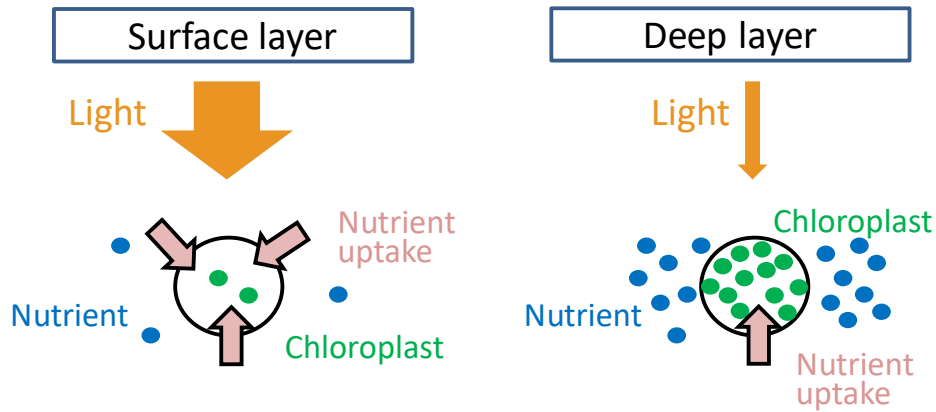 Surface layer
Light
Nutrient
uptake
Nutrient
Chloroplast
Deep layer
Light
Chloroplast
Nutrient
Nutrient
uptake